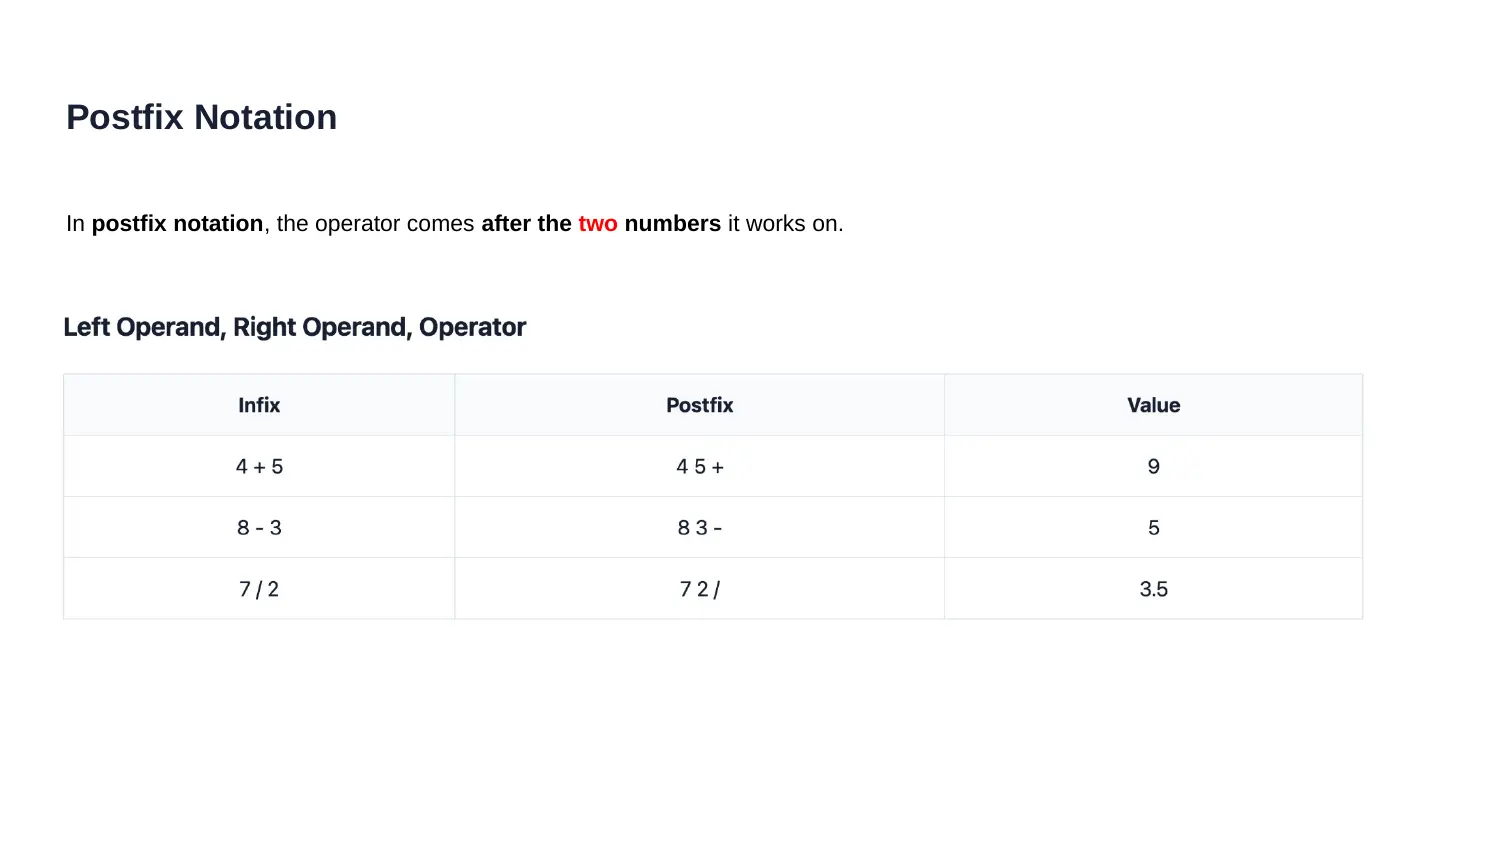 Postfix Notation
In postfix notation, the operator comes after the two numbers it works on.
Left Operand, Right Operand, Operator
Infix Postfix Value
4 + 5 4 5 + 9
8 - 3 8 3 - 5
7 / 2 7 2 / 3.5